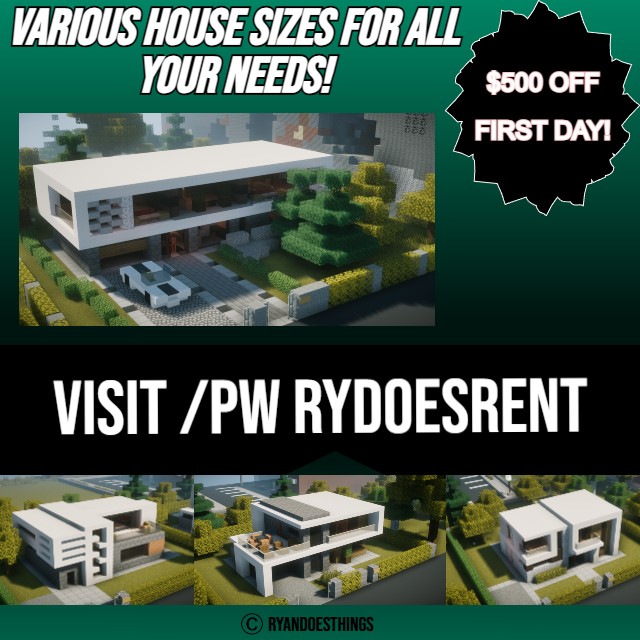 VARIOUS HOUSE SIZES FOR ALL
YOUR NEEDS!
$500 OFF
FIRST DAY!
VISIT /PW RYDOESRENT
© RYANDOESTHINGS